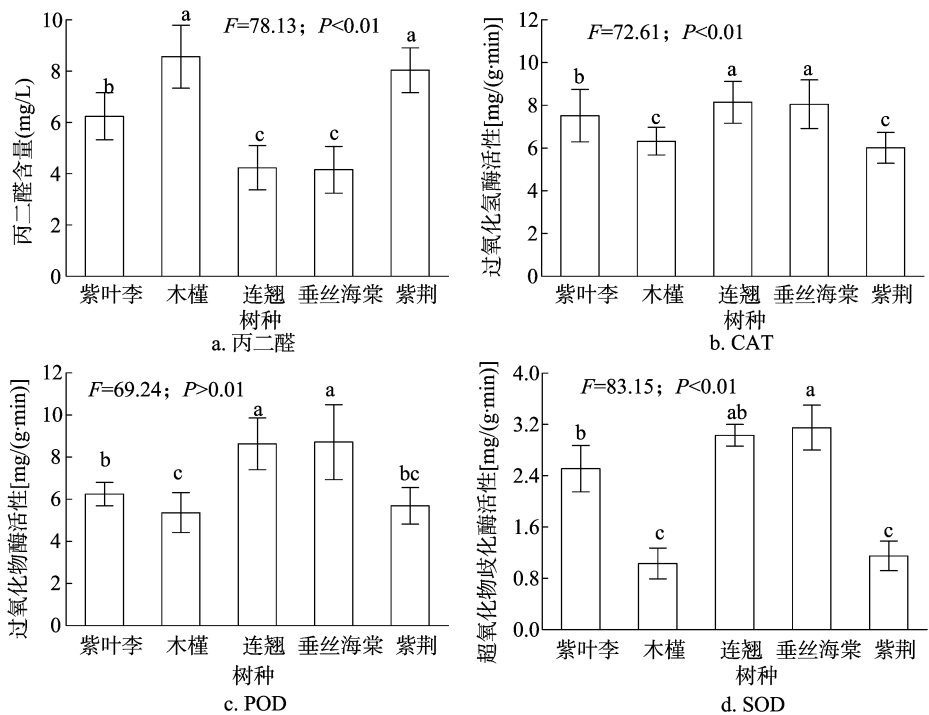 丙二醛含量(mg/L)
10
8
6
4
2
0
F=78.13；P<0.01
b
a
c
c
a
紫叶李 木槿 连翘 垂丝海棠 紫荆
树种
a. 丙二醛
过氧化氢酶活性[mg/(g·min)]
12
10
8
6
4
2
0
F=72.61；P<0.01
b
c
a
a
c
紫叶李 木槿 连翘 垂丝海棠 紫荆
树种
b. CAT
过氧化物酶活性[mg/(g·min)]
12
10
8
6
4
2
0
F=69.24；P>0.01
b
c
a
a
bc
紫叶李 木槿 连翘 垂丝海棠 紫荆
树种
c. POD
超氧化物歧化酶活性[mg/(g·min)]
4.0
3.2
2.4
1.6
0.8
0.0
F=83.15；P<0.01
b
c
ab
a
c
紫叶李 木槿 连翘 垂丝海棠 紫荆
树种
d. SOD